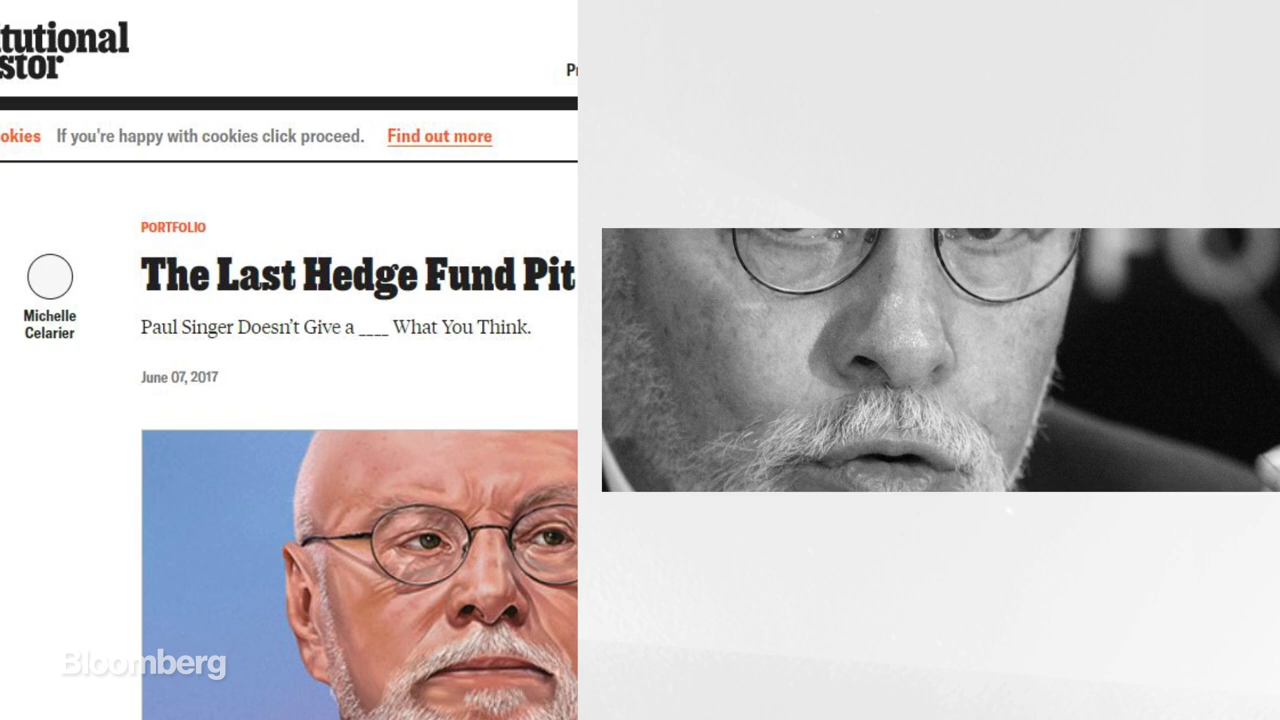 tutional
stor
Pr
okies If you're happy with cookies click proceed. Find out more
PORTFOLIO
The Last Hedge Fund Pit
Michelle
Celarier
Paul Singer Doesn’t Give a ____ What You Think.
June 07, 2017
Bloomberg